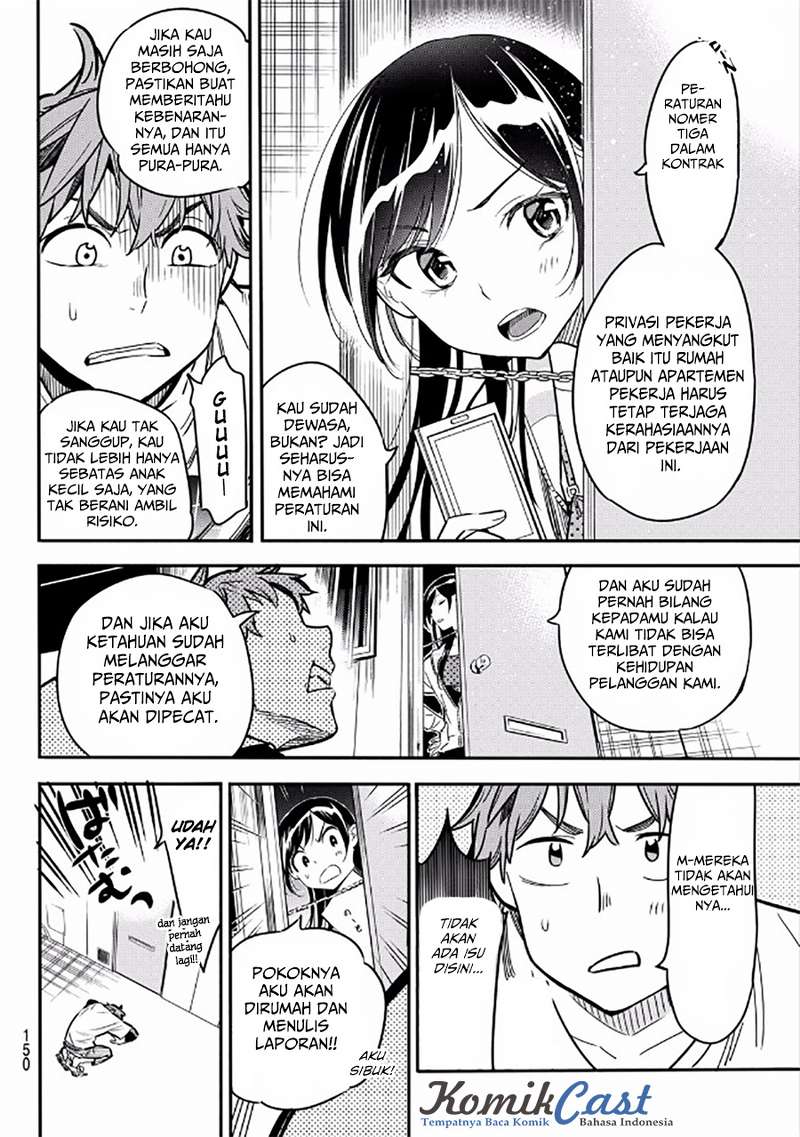 PE-
RATURAN
NOMER
TIGA
DALAM
KONTRAK
PRIVASI PEKERJA
YANG MENYANGKUT
BAIK ITU RUMAH
ATAUPUN APARTEMEN
PEKERJA HARUS
TETAP TERJAGA
KERAHASIAANNYA
DARI PEKERJAAN
INI.
KAU SUDAH
DEWASA,
BUKAN? JADI
SEHARUS-
NYA BISA
MEMAHAMI
PERATURAN
INI.
JIKA KAU
MASIH SAJA
BERBOHONG,
PASTIKAN BUAT
MEMBERITAHU
KEBENARAN-
NYA, DAN ITU
SEMUA HANYA
PURA-PURA.
GUUUU-
JIKA KAU TAK
SANGGUP, KAU
TIDAK LEBIH HANYA
SEBATAS ANAK
KECIL SAJA, YANG
TAK BERANI AMBIL
RISIKO.
DAN AKU SUDAH
PERNAH BILANG
KEPADAMU KALAU
KAMI TIDAK BISA
TERLIBAT DENGAN
KEHIDUPAN
PELANGGAN KAMI.
DAN JIKA AKU
KETAHUAN SUDAH
MELANGGAR
PERATURANNYA,
PASTINYA AKU
AKAN DIPECAT.
M-MEREKA
TIDAK AKAN
MENGETAHUI
NYA...
TIDAK
AKAN
ADA ISU
DISINI...
POKOKNYA
AKU AKAN
DIRUMAH DAN
MENULIS
LAPORAN!!
AKU
SIBUK!
UDAH
YA!!
dan jangan
pernah
datang
lagi!!
ばたむっ
150
KomikCast
Tempatnya Baca Komik Bahasa Indonesia